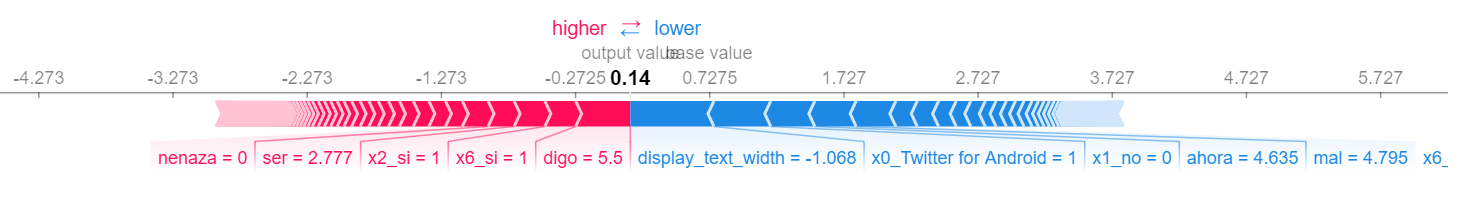 higher lower
output value base value
-4.273 -3.273 -2.273 -1.273 -0.2725 0.14 0.7275 1.727 2.727 3.727 4.727 5.727
nenaza = 0 ser = 2.777 x2_si = 1 x6_si = 1 digo = 5.5 display_text_width = -1.068 x0_Twitter for Android = 1 x1_no = 0 ahora = 4.635 mal = 4.795 x6_